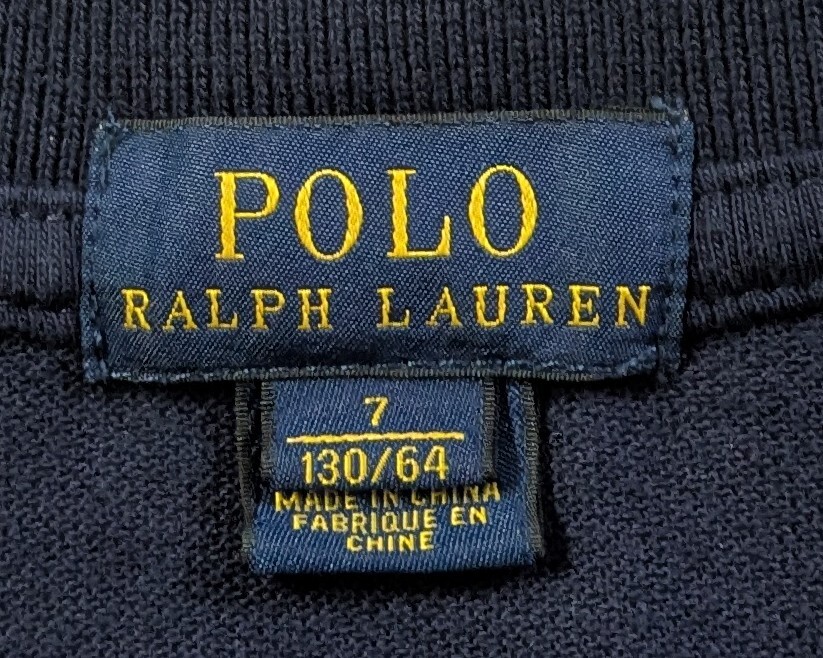 POLO
RALPH LAUREN
7
130/64
MADE IN CHINA
FABRIQUE EN
CHINE